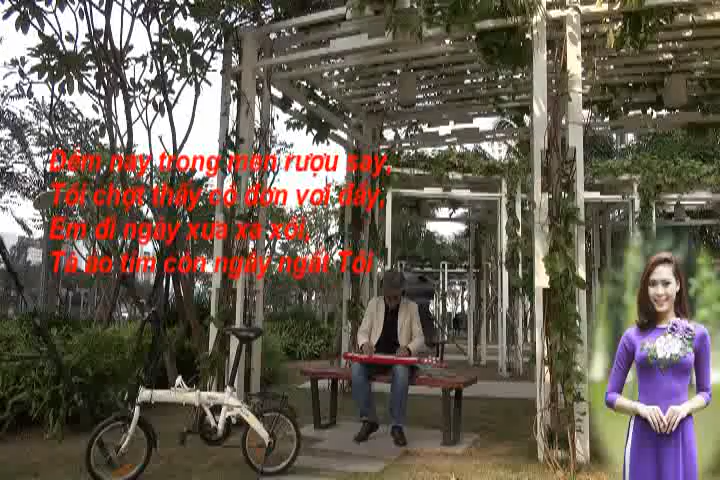 Đêm nay trong men rượu say,
Tôi chợt thấy cô đơn vơi đầy,
Em đi ngày xưa xa xôi,
Tà áo tím còn ngây ngất Tôi